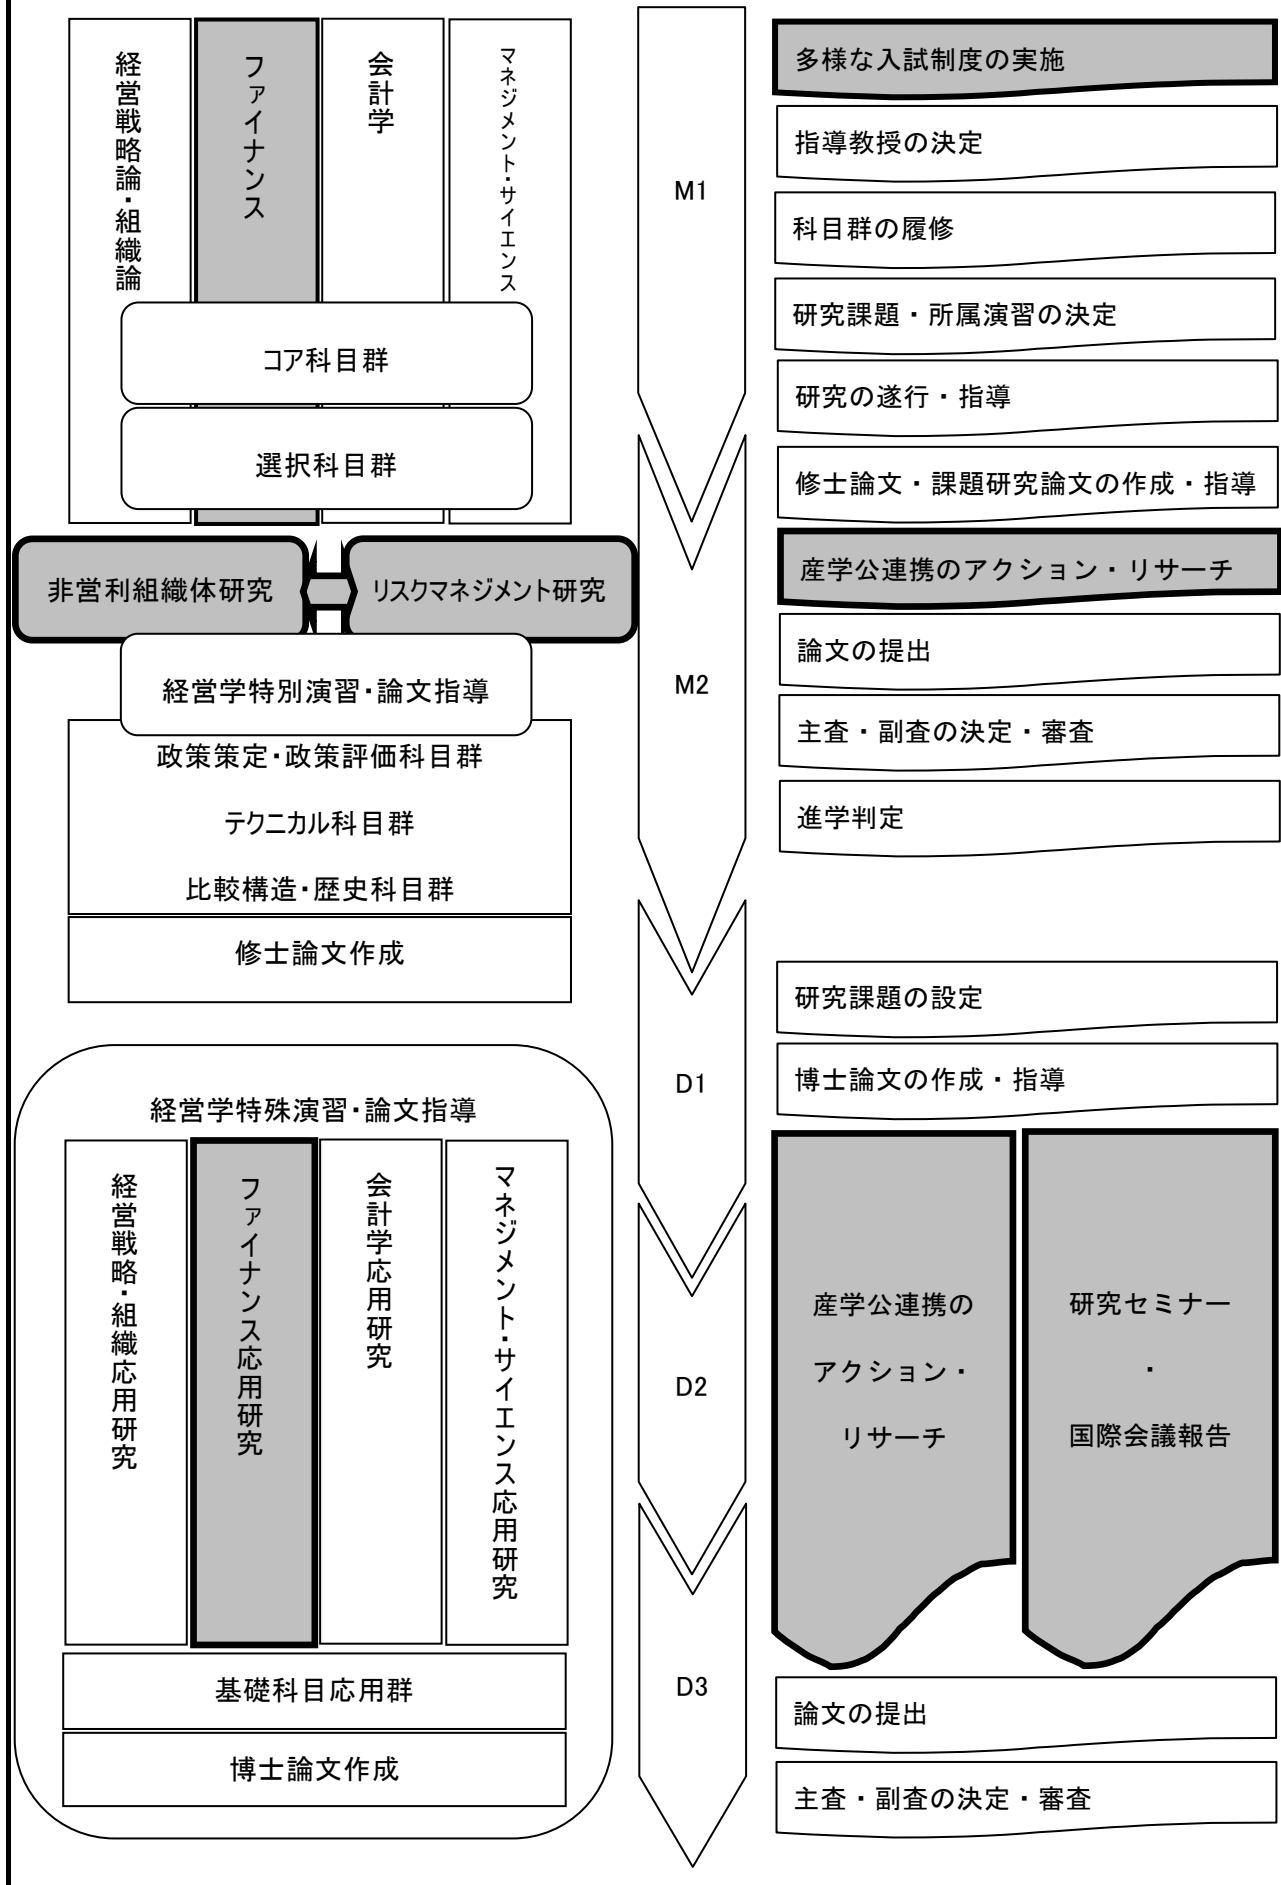 経営戦略論・組織論
ファイナンス
会計学
マネジメント・サイエンス
コア科目群
選択科目群
非営利組織体研究
リスクマネジメント研究
経営学特別演習・論文指導
政策策定・政策評価科目群
テクニカル科目群
比較構造・歴史科目群
修士論文作成
経営学特殊演習・論文指導
経営戦略・組織応用研究
ファイナンス応用研究
会計学応用研究
マネジメント・サイエンス応用研究
基礎科目応用群
博士論文作成
M1
M2
D1
D2
D3
多様な入試制度の実施
指導教授の決定
科目群の履修
研究課題・所属演習の決定
研究の遂行・指導
修士論文・課題研究論文の作成・指導
産学公連携のアクション・リサーチ
論文の提出
主査・副査の決定・審査
進学判定
研究課題の設定
博士論文の作成・指導
産学公連携の
アクション・
リサーチ
研究セミナー
・
国際会議報告
論文の提出
主査・副査の決定・審査